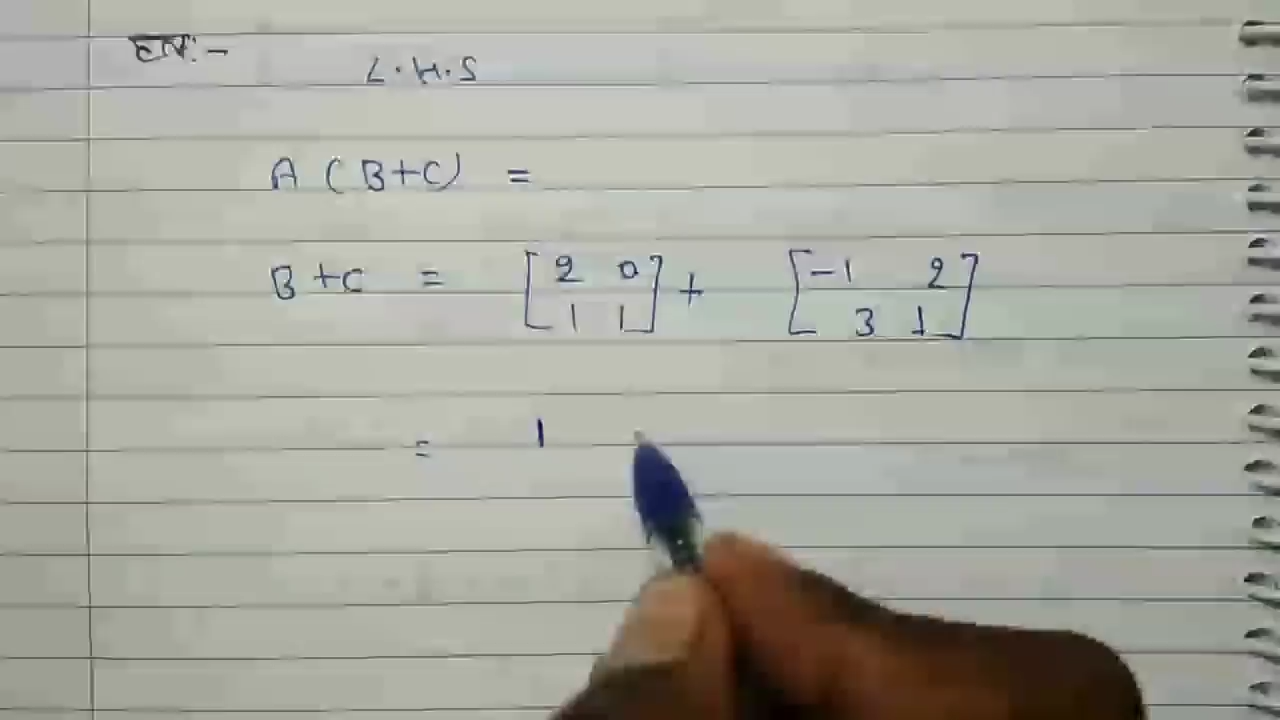 हल:-
L.H.S
A (B+C) =
B+C = [2 0] + [-1 2]
[1 1] [3 1]
= 1